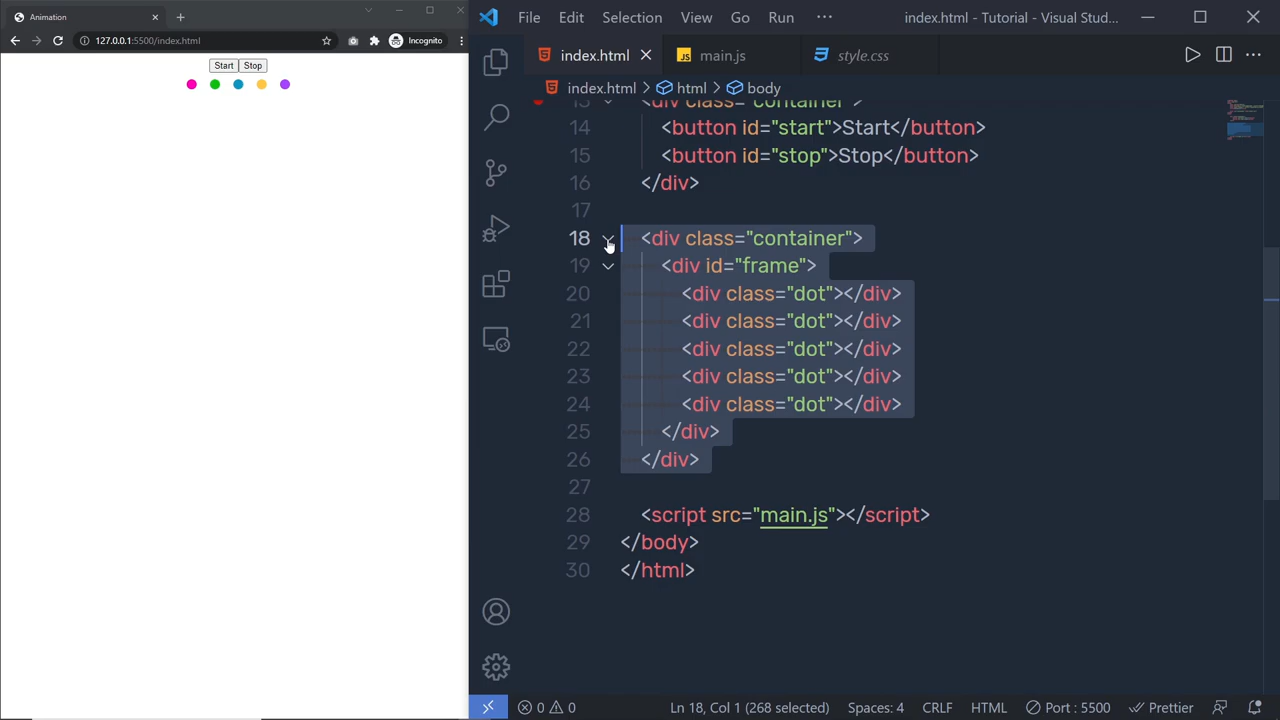 Animation
127.0.0.1:5500/index.html
Incognito
Start Stop
File Edit Selection View Go Run ··· index.html - Tutorial - Visual Stud...
index.html main.js style.css
index.html > html > body
13 <div class="container">
14 <button id="start">Start</button>
15 <button id="stop">Stop</button>
16 </div>
17
18 <div class="container">
19 <div id="frame">
20 <div class="dot"></div>
21 <div class="dot"></div>
22 <div class="dot"></div>
23 <div class="dot"></div>
24 <div class="dot"></div>
25 </div>
26 </div>
27
28 <script src="main.js"></script>
29 </body>
30 </html>
0 0 Ln 18, Col 1 (268 selected) Spaces: 4 CRLF HTML Port : 5500 Prettier